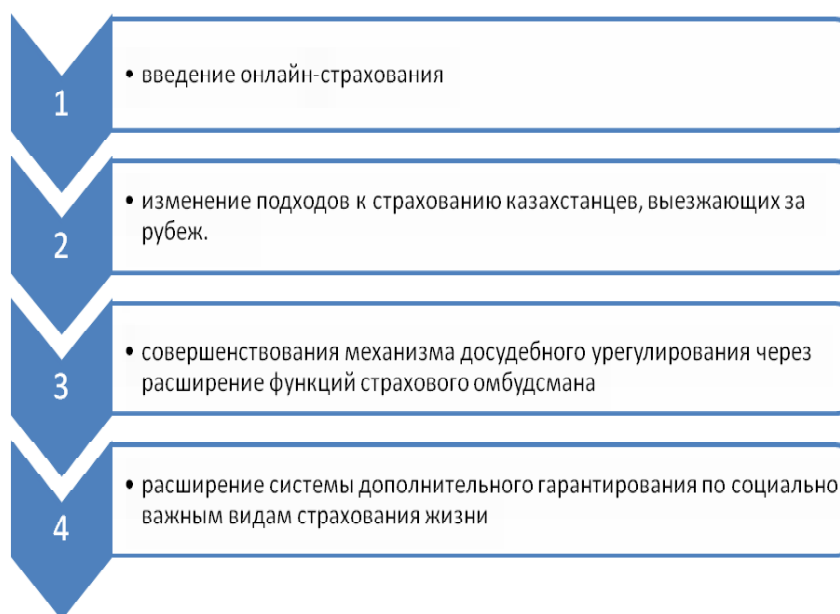 1
• введение онлайн-страхования
2
• изменение подходов к страхованию казахстанцев, выезжающих за
рубеж.
3
• совершенствования механизма досудебного урегулирования через
расширение функций страхового омбудсмана
4
• расширение системы дополнительного гарантирования по социально
важным видам страхования жизни